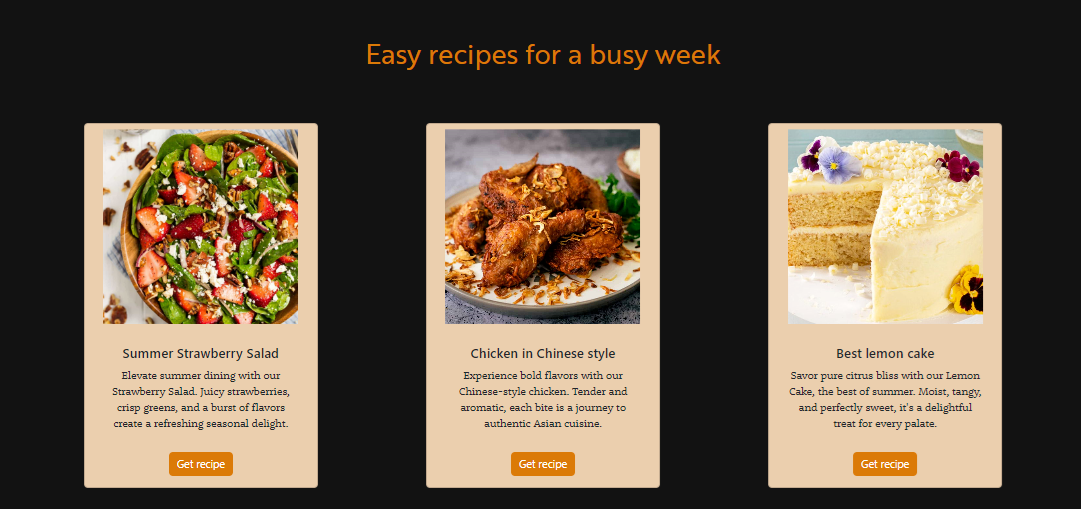 Easy recipes for a busy week
Summer Strawberry Salad
Elevate summer dining with our
Strawberry Salad. Juicy strawberries,
crisp greens, and a burst of flavors
create a refreshing seasonal delight.
Get recipe
Chicken in Chinese style
Experience bold flavors with our
Chinese-style chicken. Tender and
aromatic, each bite is a journey to
authentic Asian cuisine.
Get recipe
Best lemon cake
Savor pure citrus bliss with our Lemon
Cake, the best of summer. Moist, tangy,
and perfectly sweet, it's a delightful
treat for every palate.
Get recipe